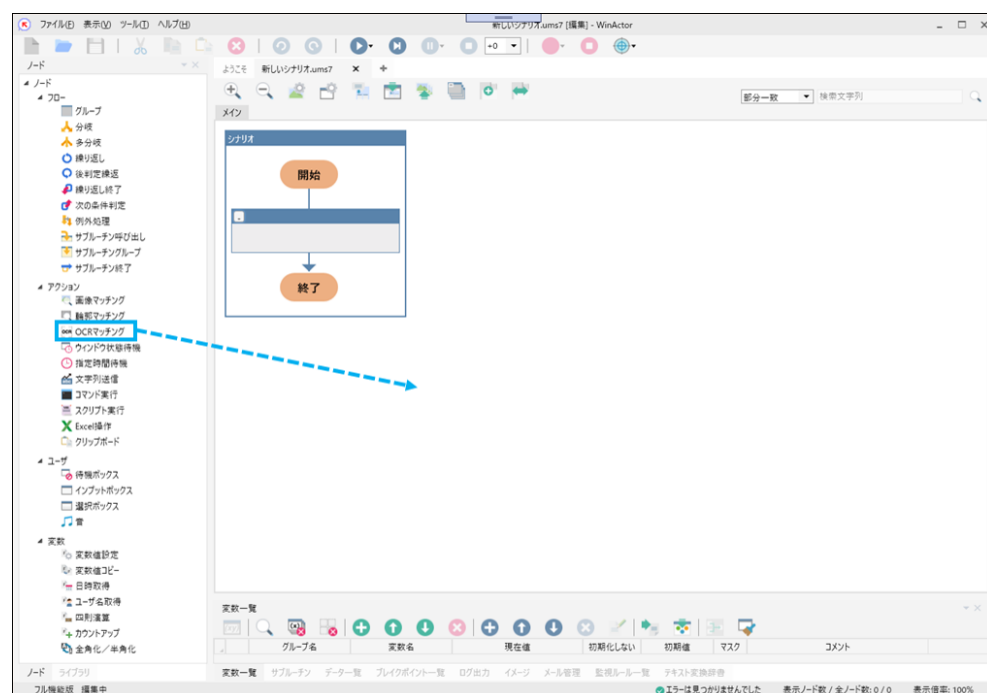 ファイル(F) 表示(V) ツール(T) ヘルプ(H)
新しいシナリオ.ums7 [編集] - WinActor
+0
ノード
ようこそ 新しいシナリオ.ums7
部分一致 検索文字列
メイン
ノード
フロー
グループ
分岐
多分岐
繰り返し
後判定繰返
繰り返し終了
次の条件判定
例外処理
サブルーチン呼び出し
サブルーチングループ
サブルーチン終了
アクション
画像マッチング
輪郭マッチング
OCR OCRマッチング
ウィンドウ状態待機
指定時間待機
文字列送信
コマンド実行
スクリプト実行
Excel操作
クリップボード
ユーザ
待機ボックス
インプットボックス
選択ボックス
音
変数
変数値設定
変数値コピー
日時取得
ユーザ名取得
四則演算
カウントアップ
全角化／半角化
ノード ライブラリ
シナリオ
開始
終了
変数一覧
グループ名 変数名 現在値 初期化しない 初期値 マスク コメント
変数一覧 サブルーチン データ一覧 ブレイクポイント一覧 ログ出力 イメージ メール管理 監視ルール一覧 テキスト変換辞書
フル機能版 編集中
エラーは見つかりませんでした 表示ノード数 / 全ノード数: 0 / 0 表示倍率: 100%